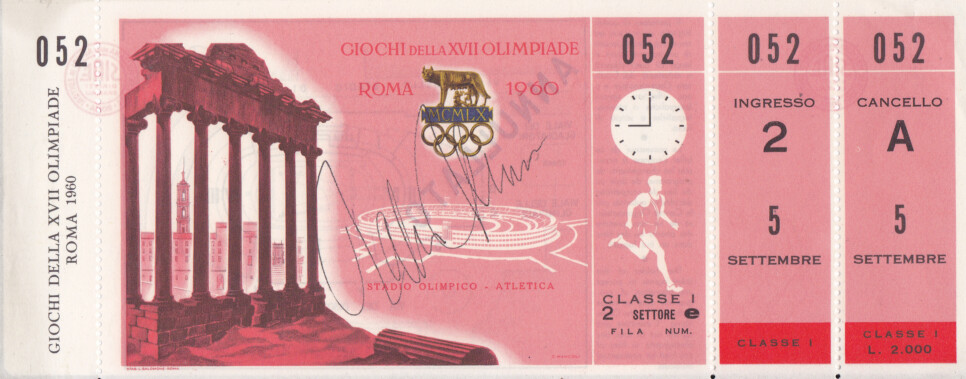 052
GIOCHI DELLA XVII OLIMPIADE
ROMA 1960
GIOCHI DELLA XVII OLIMPIADE
ROMA 1960
MCMLX
STADIO OLIMPICO - ATLETICA
052
CLASSE I
2 SETTORE e
FILA NUM.
052
INGRESSO
2
5
SETTEMBRE
CLASSE I
052
CANCELLO
A
5
SETTEMBRE
CLASSE I
L. 2.000